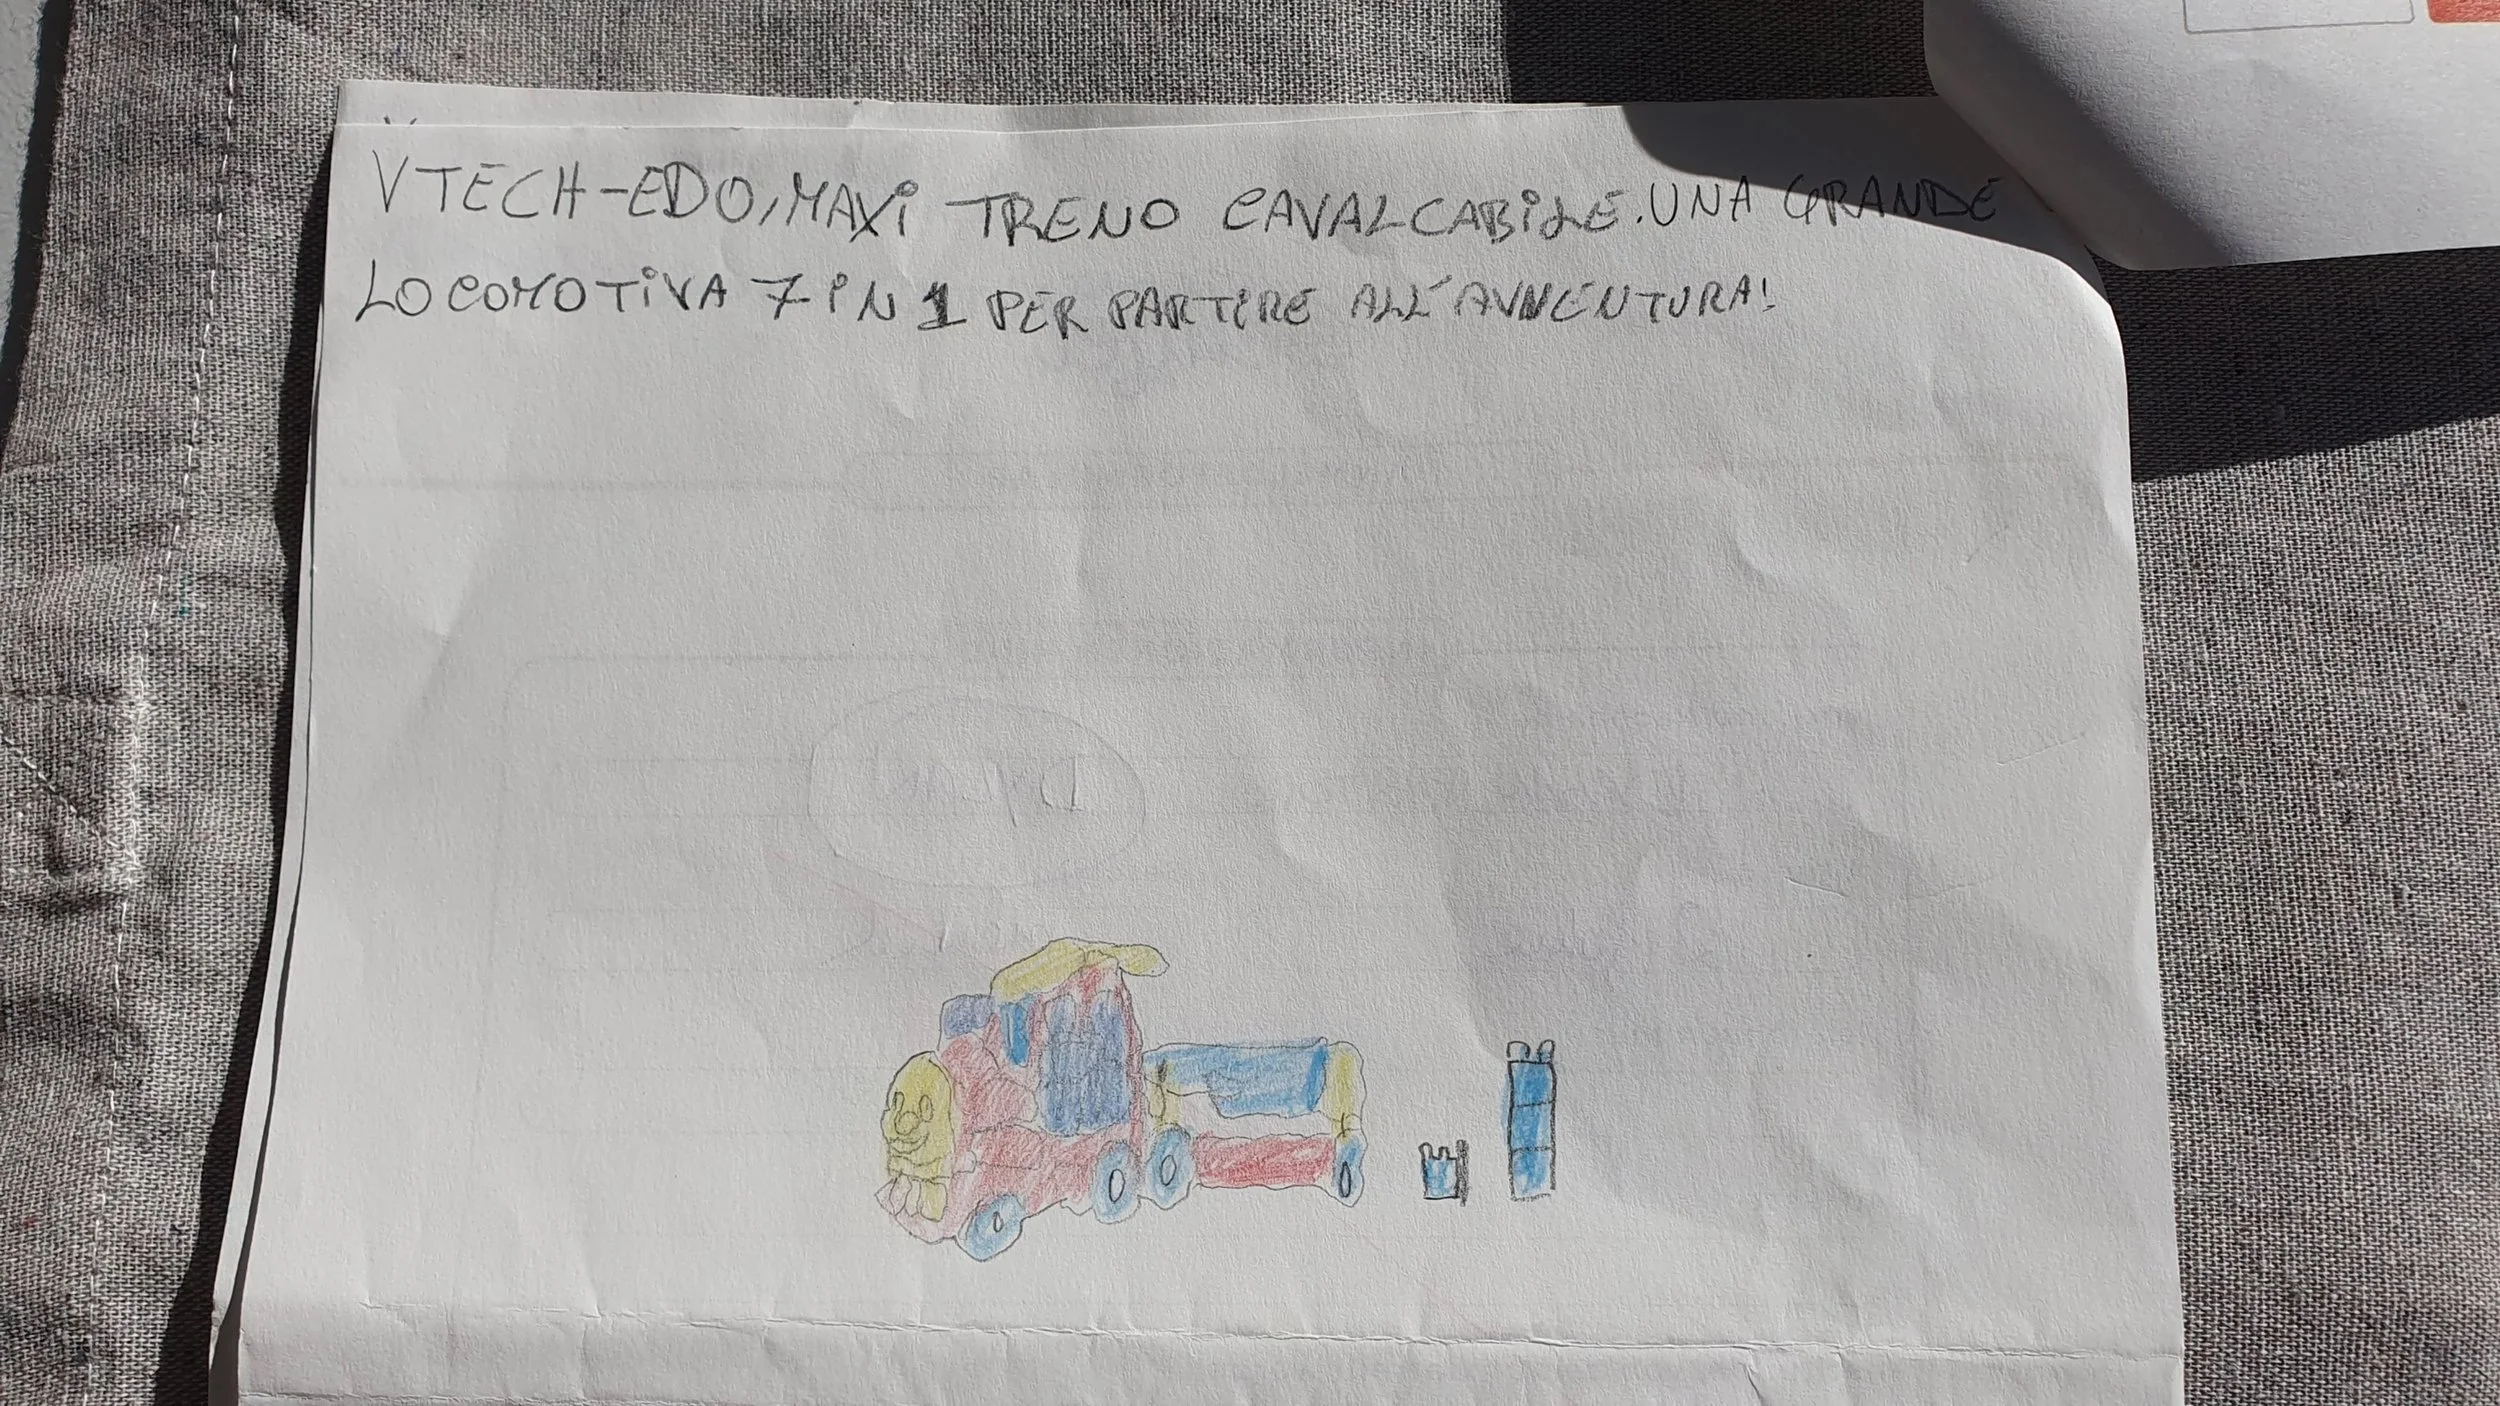 VTECH-EDO, MAXi TRENO CAVALCABiLE. UNA GRANDE
LOCOMOTiVA 7 iN 1 PER PARTiRE ALL'AVVENTURA!